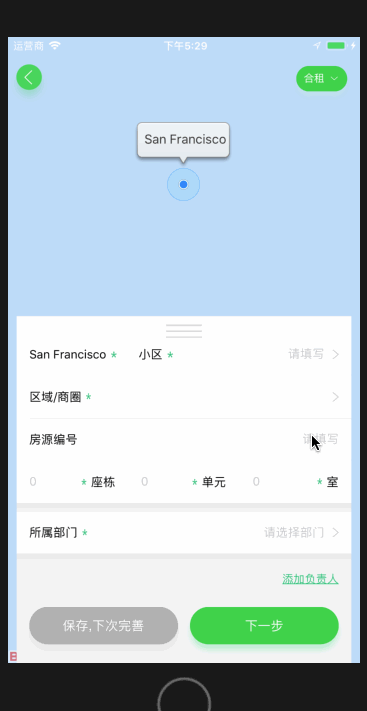 运营商 下午5:29
合租
San Francisco
San Francisco * 小区 * 请填写
区域/商圈 *
房源编号 请填写
0 * 座栋 0 * 单元 0 * 室
所属部门 * 请选择部门
添加负责人
保存,下次完善 下一步